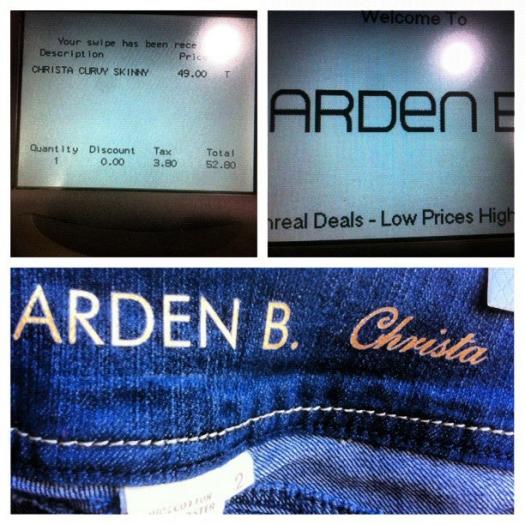 Your swipe has been rece
Description Pric
CHRISTA CURVY SKINNY 49.00 T
Quantity Discount Tax Total
1 0.00 3.80 52.80
Welcome To
ARDEN B
nreal Deals - Low Prices High
ARDEN B. Christa
2
COTTON